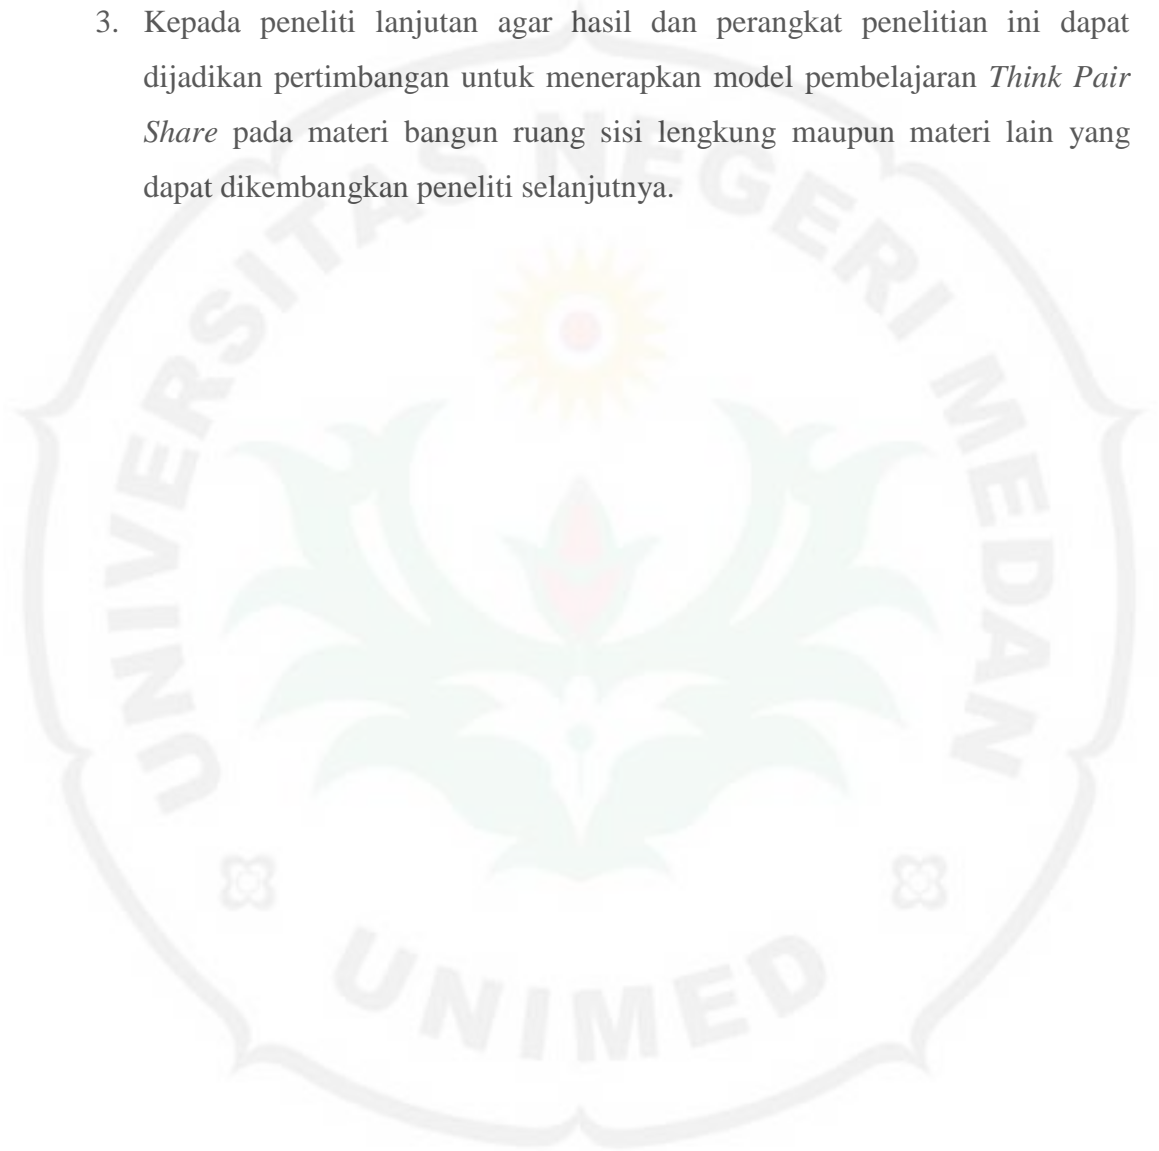 3. Kepada peneliti lanjutan agar hasil dan perangkat penelitian ini dapat
dijadikan pertimbangan untuk menerapkan model pembelajaran Think Pair
Share pada materi bangun ruang sisi lengkung maupun materi lain yang
dapat dikembangkan peneliti selanjutnya.
UNIVERSITAS NEGERI MEDAN
UNIMED